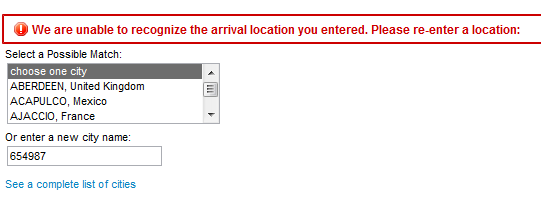 We are unable to recognize the arrival location you entered. Please re-enter a location:
Select a Possible Match:
choose one city
ABERDEEN, United Kingdom
ACAPULCO, Mexico
AJACCIO, France
Or enter a new city name:
654987
See a complete list of cities